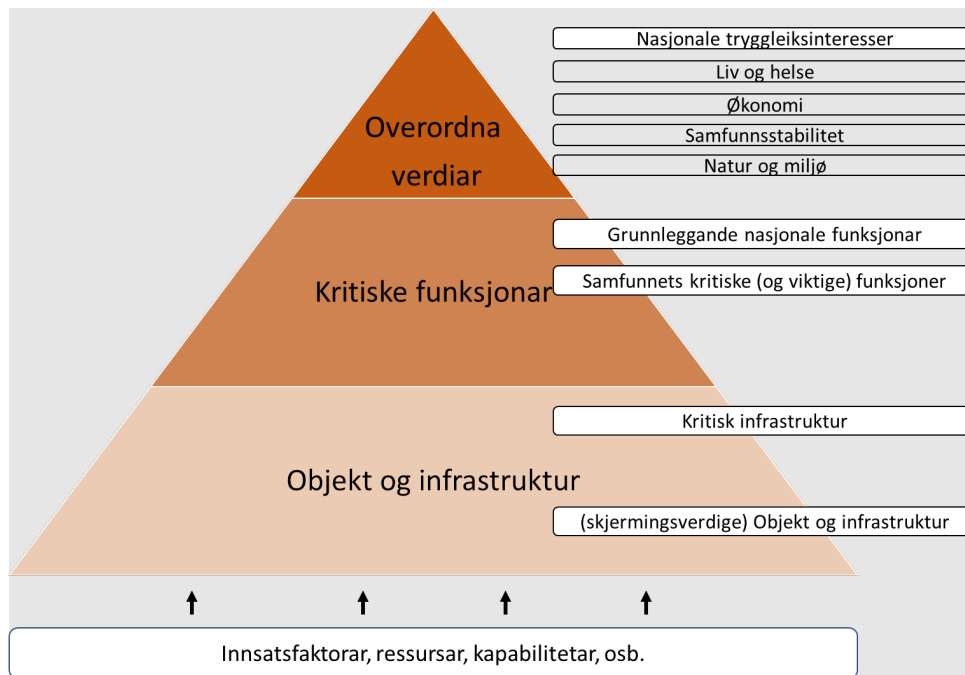 Nasjonale tryggleiksinteresser
Liv og helse
Økonomi
Samfunnsstabilitet
Natur og miljø
Overordna
verdiar
Grunnleggande nasjonale funksjonar
Samfunnets kritiske (og viktige) funksjoner
Kritiske funksjonar
Kritisk infrastruktur
Objekt og infrastruktur
(skjermingsverdige) Objekt og infrastruktur
Innsatsfaktorar, ressursar, kapabilitetar, osb.